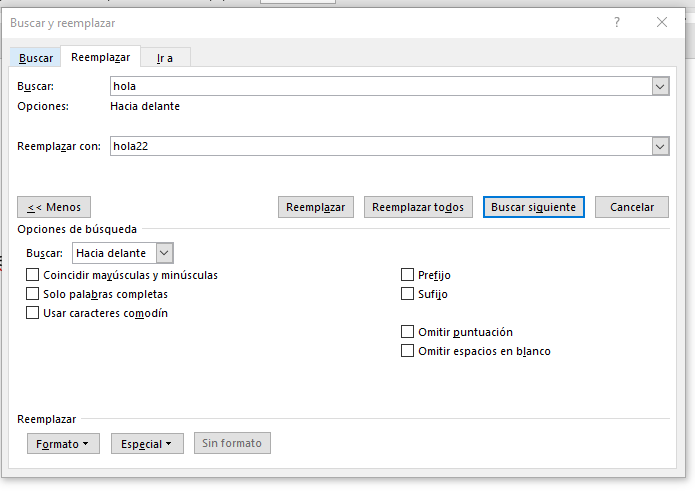 Buscar y reemplazar
Buscar Reemplazar Ir a
Buscar: hola
Opciones: Hacia delante
Reemplazar con: hola22
<< Menos Reemplazar Reemplazar todos Buscar siguiente Cancelar
Opciones de búsqueda
Buscar: Hacia delante
Coincidir mayúsculas y minúsculas Prefijo
Solo palabras completas Sufijo
Usar caracteres comodín
Omitir puntuación
Omitir espacios en blanco
Reemplazar
Formato Especial Sin formato